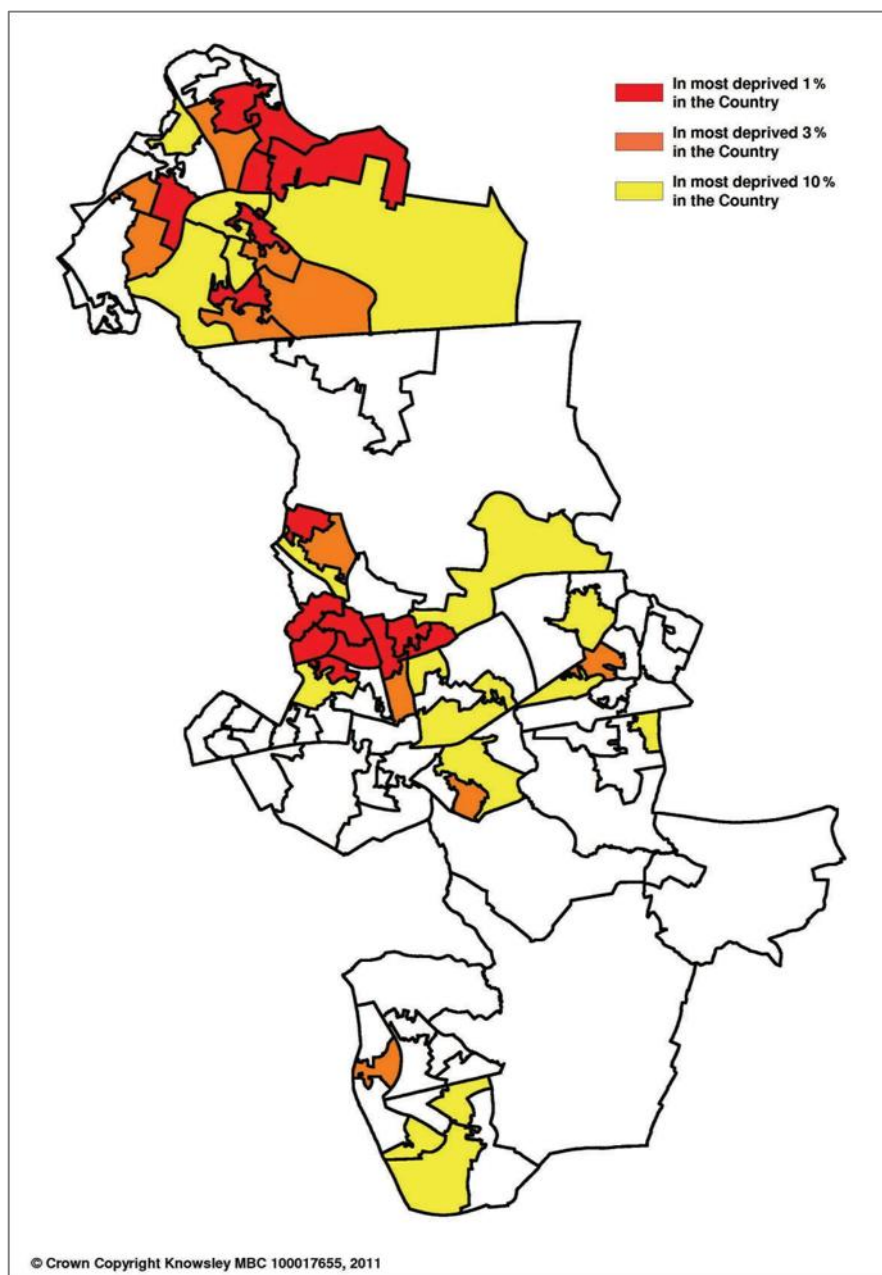 In most deprived 1%
in the Country
In most deprived 3%
in the Country
In most deprived 10%
in the Country
© Crown Copyright Knowsley MBC 100017655, 2011